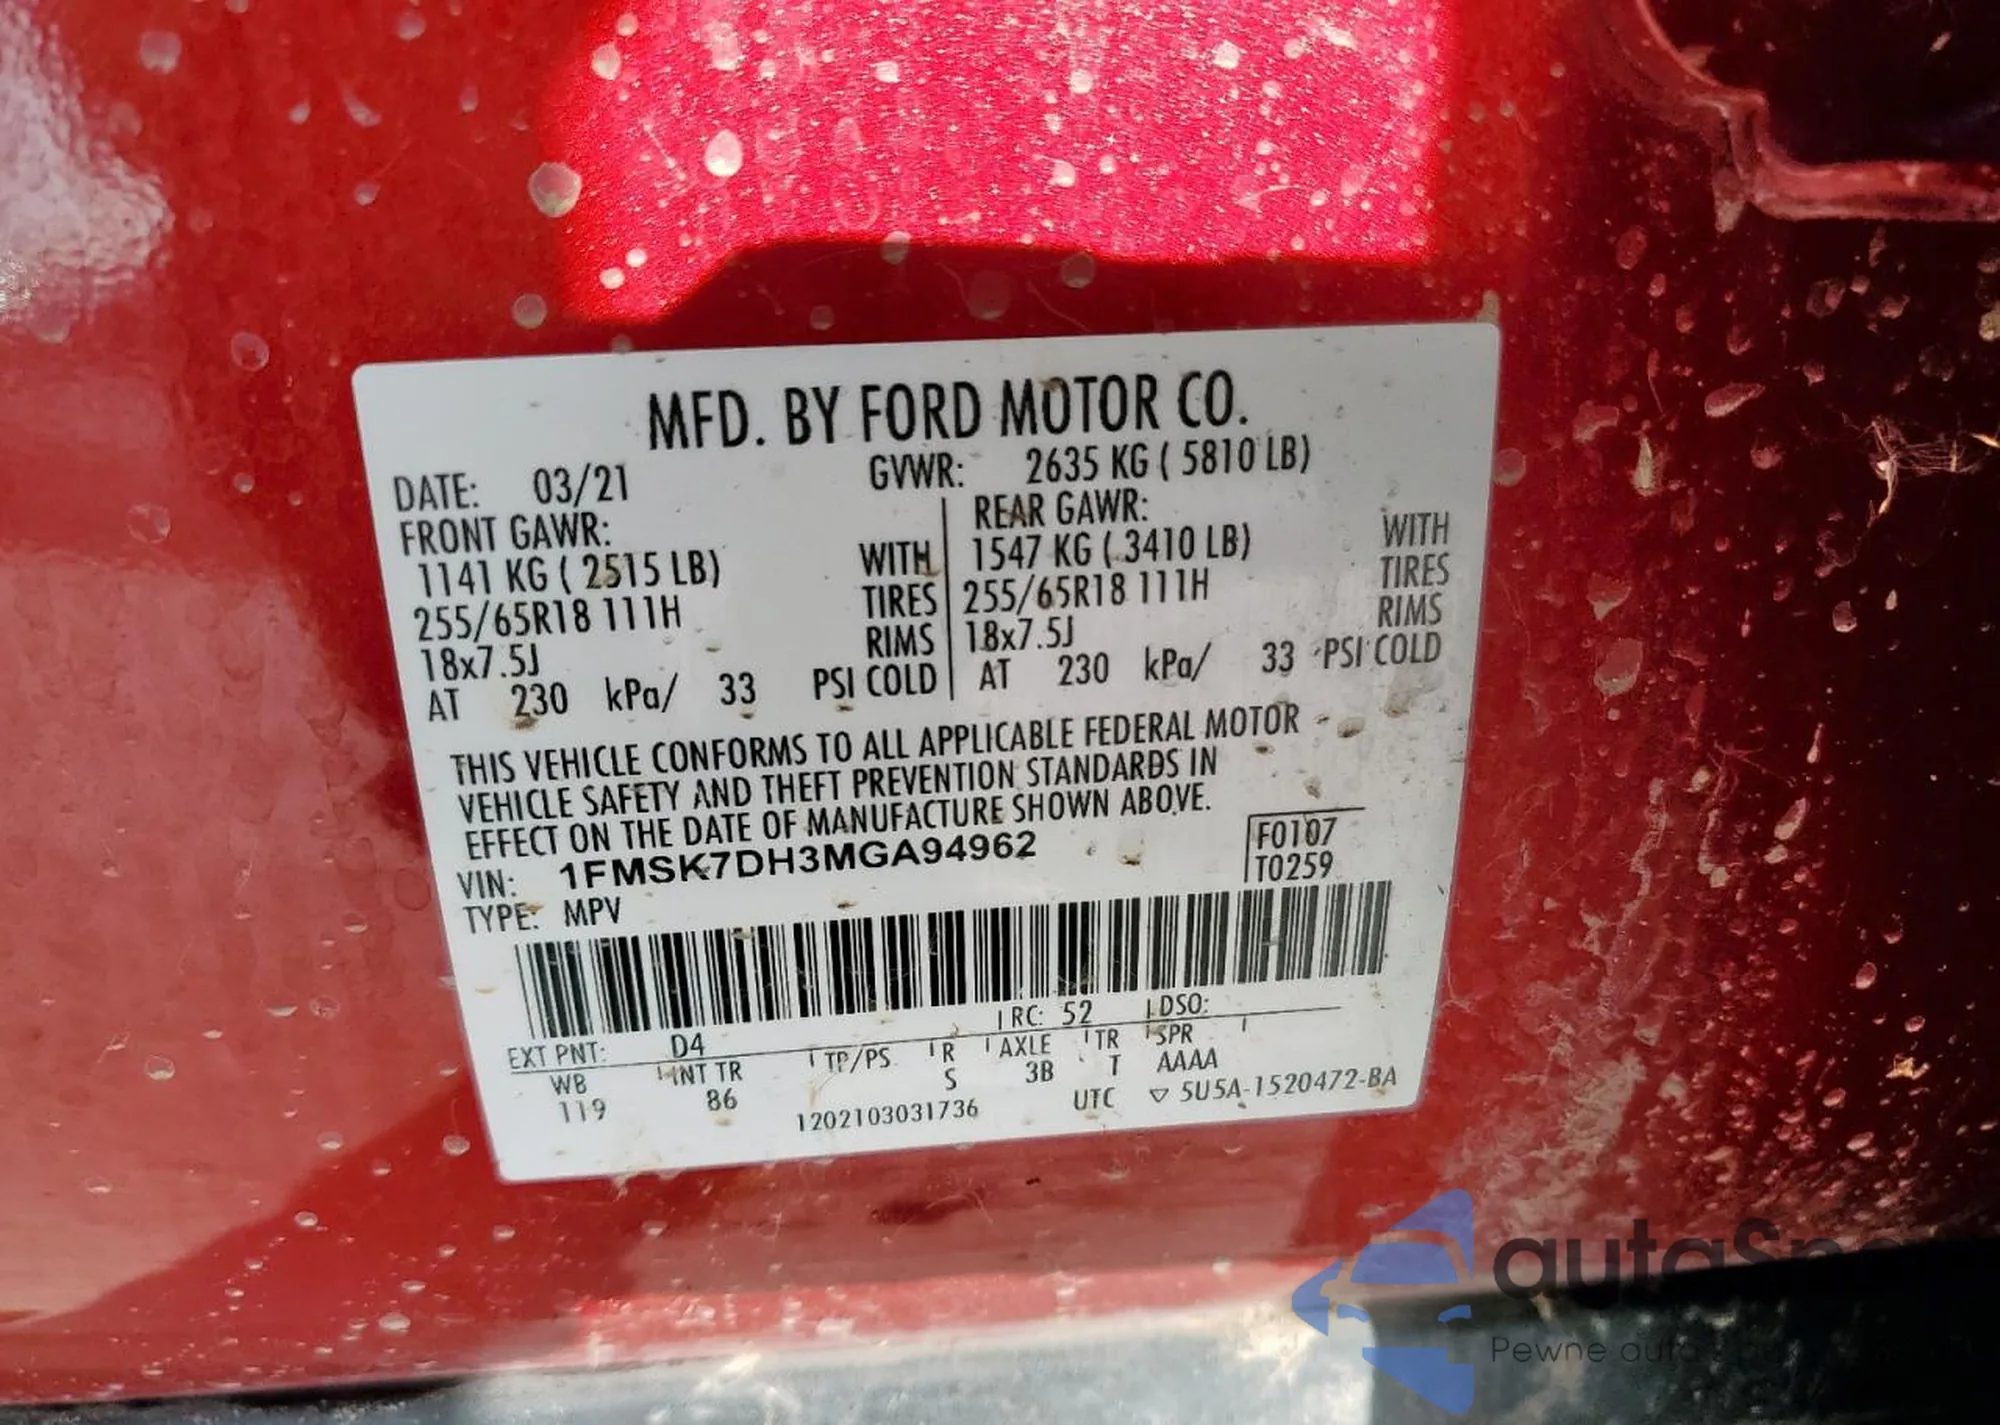 MFD. BY FORD MOTOR CO.
DATE: 03/21 GVWR: 2635 KG ( 5810 LB)
FRONT GAWR: REAR GAWR:
1141 KG ( 2515 LB) WITH 1547 KG ( 3410 LB) WITH
255/65R18 111H TIRES 255/65R18 111H TIRES
18x7.5J RIMS 18x7.5J RIMS
AT 230 kPa/ 33 PSI COLD AT 230 kPa/ 33 PSI COLD
THIS VEHICLE CONFORMS TO ALL APPLICABLE FEDERAL MOTOR
VEHICLE SAFETY AND THEFT PREVENTION STANDARDS IN
EFFECT ON THE DATE OF MANUFACTURE SHOWN ABOVE.
VIN: 1FMSK7DH3MGA94962 F0107
TYPE: MPV T0259
EXT PNT: D4 RC: 52 DSO:
WB INT TR TP/PS R AXLE TR SPR
119 86 S 3B T AAAA
1202103031736 UTC ▽ 5U5A-1520472-BA
Pewne